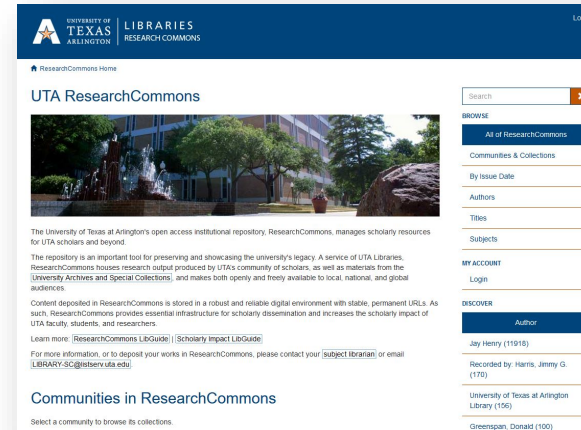 UNIVERSITY OF
TEXAS
ARLINGTON
LIBRARIES
RESEARCH COMMONS
ResearchCommons Home
UTA ResearchCommons
The University of Texas at Arlington's open access institutional repository, ResearchCommons, manages scholarly resources
for UTA scholars and beyond.
The repository is an important tool for preserving and showcasing the university's legacy. A service of UTA Libraries,
ResearchCommons houses research output produced by UTA's community of scholars, as well as materials from the
University Archives and Special Collections, and makes both openly and freely available to local, national, and global
audiences.
Content deposited in ResearchCommons is stored in a robust and reliable digital environment with stable, permanent URLs. As
such, ResearchCommons provides essential infrastructure for scholarly dissemination and increases the scholarly impact of
UTA faculty, students, and researchers.
Learn more: ResearchCommons LibGuide | Scholarly Impact LibGuide
For more information, or to deposit your works in ResearchCommons, please contact your subject librarian or email
LIBRARY-SC@listserv.uta.edu.
Communities in ResearchCommons
Select a community to browse its collections.
Lo
Search
BROWSE
All of ResearchCommons
Communities & Collections
By Issue Date
Authors
Titles
Subjects
MY ACCOUNT
Login
DISCOVER
Author
Jay Henry (11918)
Recorded by: Harris, Jimmy G.
(170)
University of Texas at Arlington
Library (156)
Greenspan, Donald (100)